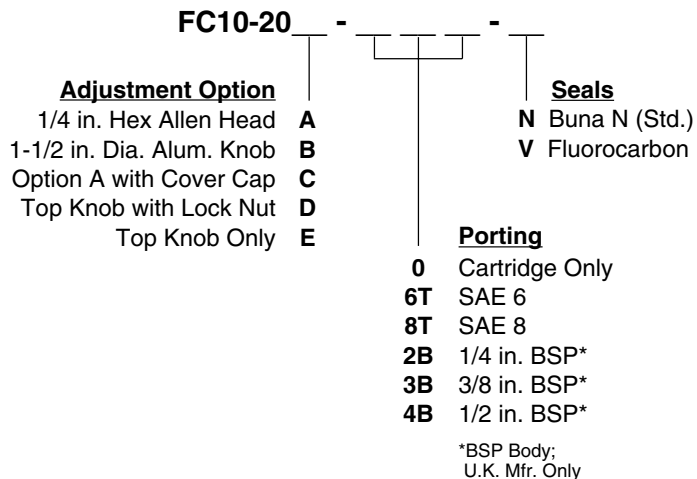 FC10-20__ - __ __ __ - __
Adjustment Option
1/4 in. Hex Allen Head A
1-1/2 in. Dia. Alum. Knob B
Option A with Cover Cap C
Top Knob with Lock Nut D
Top Knob Only E
Seals
N Buna N (Std.)
V Fluorocarbon
Porting
0 Cartridge Only
6T SAE 6
8T SAE 8
2B 1/4 in. BSP*
3B 3/8 in. BSP*
4B 1/2 in. BSP*
*BSP Body;
U.K. Mfr. Only